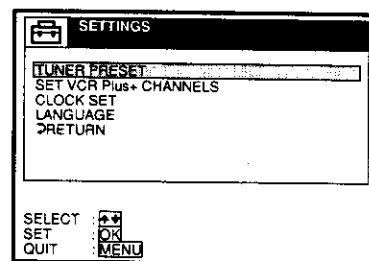 SETTINGS
TUNER PRESET
SET VCR Plus+ CHANNELS
CLOCK SET
LANGUAGE
RETURN
SELECT :
SET : OK
QUIT : MENU